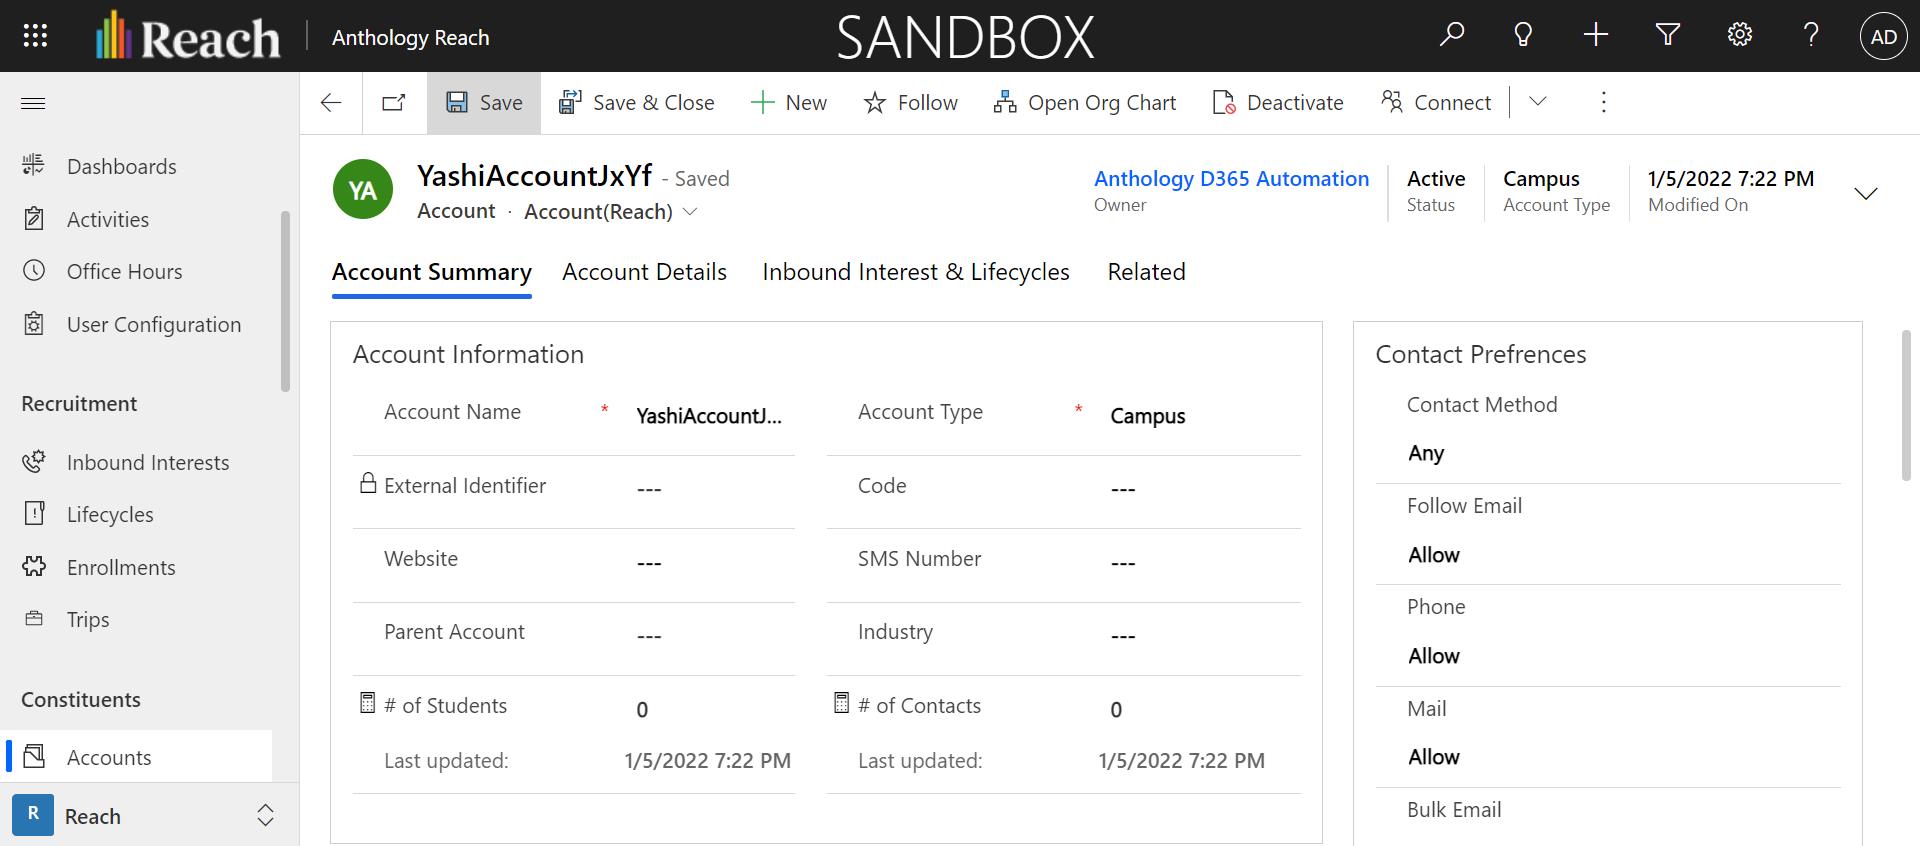 Reach
Anthology Reach
SANDBOX
AD
Save
Save & Close
New
Follow
Open Org Chart
Deactivate
Connect
Dashboards
Activities
Office Hours
User Configuration
Recruitment
Inbound Interests
Lifecycles
Enrollments
Trips
Constituents
Accounts
R
Reach
YA
YashiAccountJxYf - Saved
Account · Account(Reach)
Anthology D365 Automation
Owner
Active
Status
Campus
Account Type
1/5/2022 7:22 PM
Modified On
Account Summary
Account Details
Inbound Interest & Lifecycles
Related
Account Information
Account Name * YashiAccountJ...
Account Type * Campus
External Identifier ---
Code ---
Website ---
SMS Number ---
Parent Account ---
Industry ---
# of Students 0
# of Contacts 0
Last updated: 1/5/2022 7:22 PM
Last updated: 1/5/2022 7:22 PM
Contact Prefrences
Contact Method
Any
Follow Email
Allow
Phone
Allow
Mail
Allow
Bulk Email